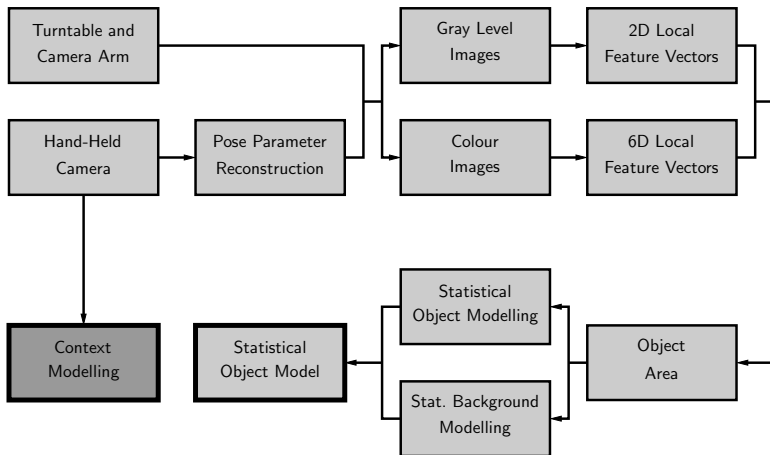 Turntable and
Camera Arm
Gray Level
Images
2D Local
Feature Vectors
Hand-Held
Camera
Pose Parameter
Reconstruction
Colour
Images
6D Local
Feature Vectors
Statistical
Object Modelling
Context
Modelling
Statistical
Object Model
Object
Area
Stat. Background
Modelling